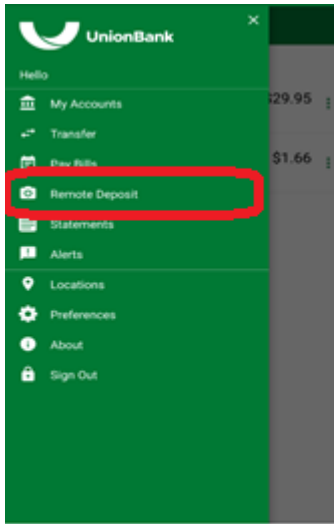 UnionBank
×
Hello
My Accounts
$29.95
Transfer
Pay Bills
$1.66
Remote Deposit
Statements
Alerts
Locations
Preferences
About
Sign Out